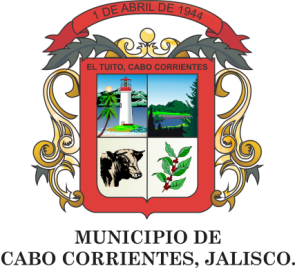 1 DE ABRIL DE 1944
EL TUITO, CABO CORRIENTES
MUNICIPIO DE
CABO CORRIENTES, JALISCO.